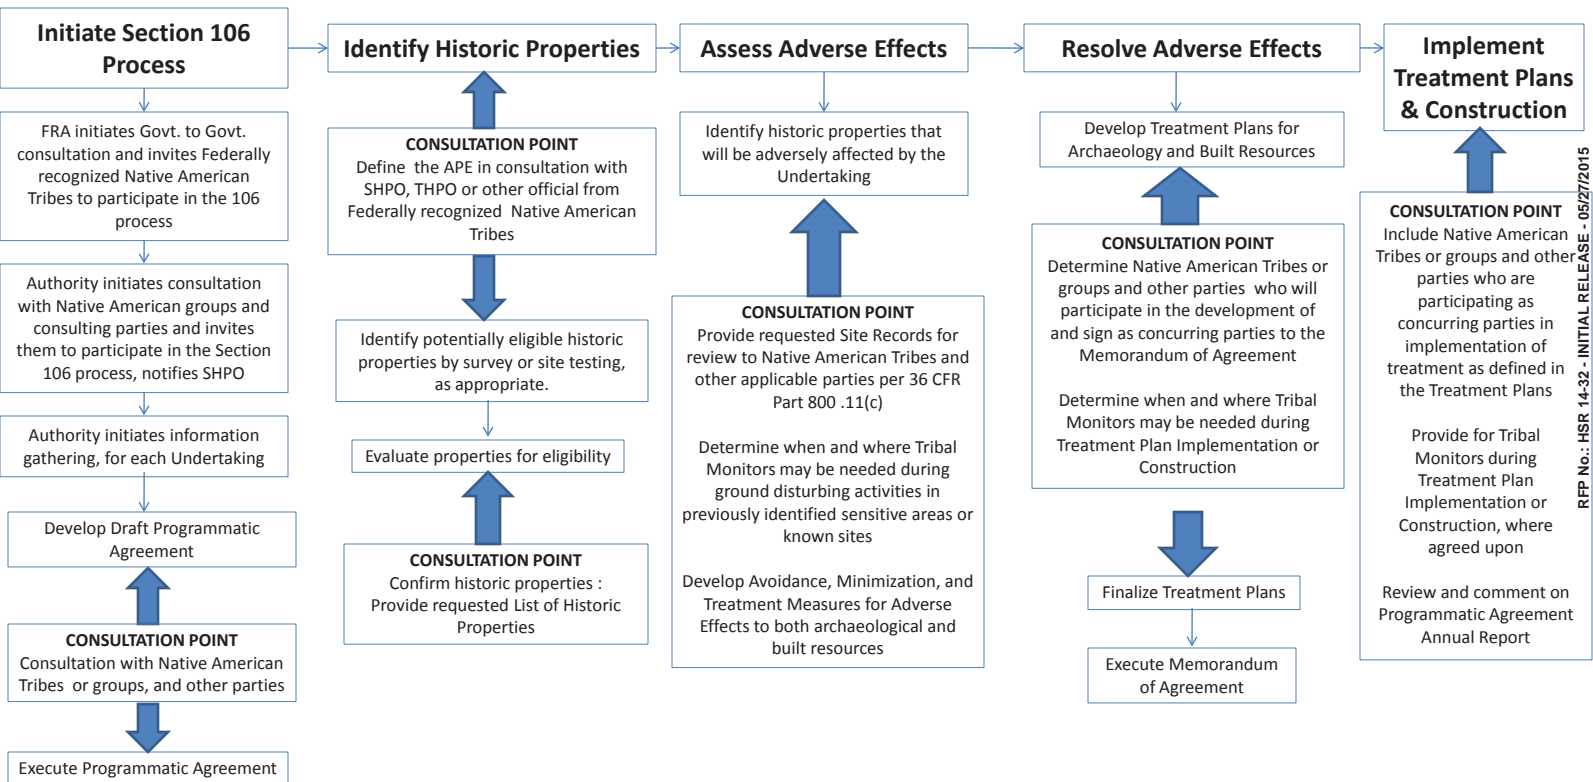 Initiate Section 106
Process
FRA initiates Govt. to Govt.
consultation and invites Federally
recognized Native American
Tribes to participate in the 106
process
Authority initiates consultation
with Native American groups and
consulting parties and invites
them to participate in the Section
106 process, notifies SHPO
Authority initiates information
gathering, for each Undertaking
Develop Draft Programmatic
Agreement
CONSULTATION POINT
Consultation with Native American
Tribes or groups, and other parties
Execute Programmatic Agreement
Identify Historic Properties
CONSULTATION POINT
Define the APE in consultation with
SHPO, THPO or other official from
Federally recognized Native American
Tribes
Identify potentially eligible historic
properties by survey or site testing,
as appropriate.
Evaluate properties for eligibility
CONSULTATION POINT
Confirm historic properties :
Provide requested List of Historic
Properties
Assess Adverse Effects
Identify historic properties that
will be adversely affected by the
Undertaking
CONSULTATION POINT
Provide requested Site Records for
review to Native American Tribes and
other applicable parties per 36 CFR
Part 800 .11(c)
Determine when and where Tribal
Monitors may be needed during
ground disturbing activities in
previously identified sensitive areas or
known sites
Develop Avoidance, Minimization, and
Treatment Measures for Adverse
Effects to both archaeological and
built resources
Resolve Adverse Effects
Develop Treatment Plans for
Archaeology and Built Resources
CONSULTATION POINT
Determine Native American Tribes or
groups and other parties who will
participate in the development of
and sign as concurring parties to the
Memorandum of Agreement
Determine when and where Tribal
Monitors may be needed during
Treatment Plan Implementation or
Construction
Finalize Treatment Plans
Execute Memorandum
of Agreement
Implement
Treatment Plans
& Construction
CONSULTATION POINT
Include Native American
Tribes or groups and other
parties who are
participating as
concurring parties in
implementation of
treatment as defined in
the Treatment Plans
Provide for Tribal
Monitors during
Treatment Plan
Implementation or
Construction, where
agreed upon
Review and comment on
Programmatic Agreement
Annual Report
RFP No.: HSR 14-32 - INITIAL RELEASE - 05/27/2015